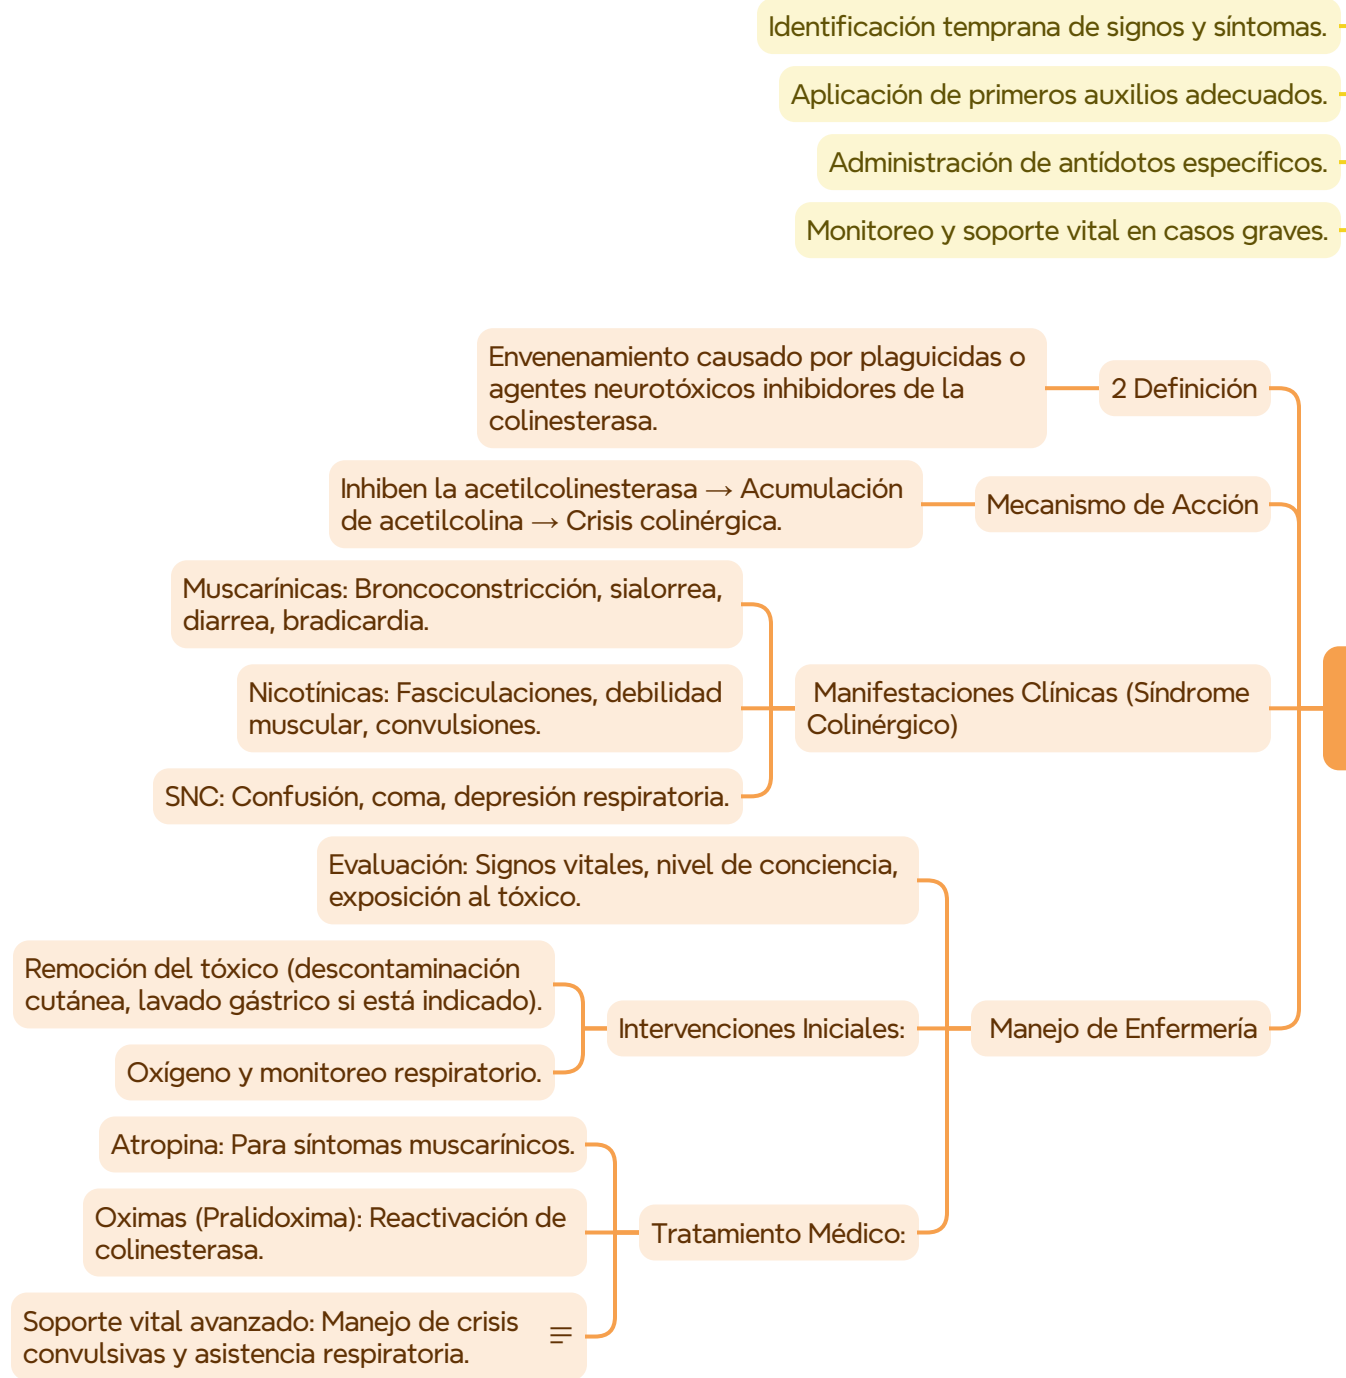 Identificación temprana de signos y síntomas.
Aplicación de primeros auxilios adecuados.
Administración de antídotos específicos.
Monitoreo y soporte vital en casos graves.
Envenenamiento causado por plaguicidas o
agentes neurotóxicos inhibidores de la
colinesterasa.
2 Definición
Inhiben la acetilcolinesterasa → Acumulación
de acetilcolina → Crisis colinérgica.
Mecanismo de Acción
Muscarínicas: Broncoconstricción, sialorrea,
diarrea, bradicardia.
Nicotínicas: Fasciculaciones, debilidad
muscular, convulsiones.
Manifestaciones Clínicas (Síndrome
Colinérgico)
SNC: Confusión, coma, depresión respiratoria.
Evaluación: Signos vitales, nivel de conciencia,
exposición al tóxico.
Remoción del tóxico (descontaminación
cutánea, lavado gástrico si está indicado).
Intervenciones Iniciales:
Manejo de Enfermería
Oxígeno y monitoreo respiratorio.
Atropina: Para síntomas muscarínicos.
Oximas (Pralidoxima): Reactivación de
colinesterasa.
Tratamiento Médico:
Soporte vital avanzado: Manejo de crisis
convulsivas y asistencia respiratoria.